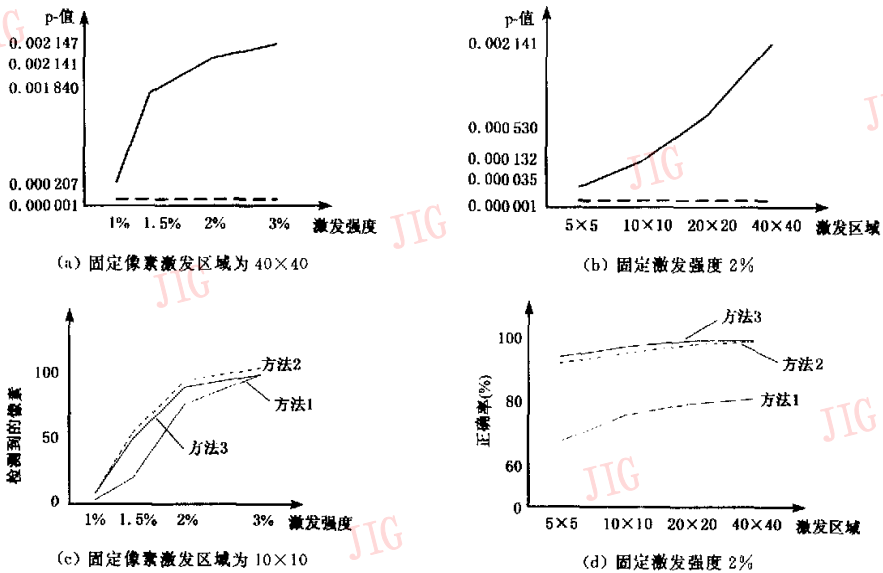 p-值
0.002 147
0.002 141
0.001 840
0.000 207
0.000 001
1% 1.5% 2% 3% 激发强度
(a) 固定像素激发区域为 40×40
p-值
0.002 141
0.000 530
0.000 132
0.000 035
0.000 001
5×5 10×10 20×20 40×40 激发区域
(b) 固定激发强度 2%
检测到的像素
100
50
0
方法2
方法1
方法3
1% 1.5% 2% 3% 激发强度
(c) 固定像素激发区域为 10×10
正确率(%)
100
80
60
0
方法3
方法2
方法1
5×5 10×10 20×20 40×40 激发区域
(d) 固定激发强度 2%
JIG
JIG
JIG
JIG
JIG
JIG
JIG